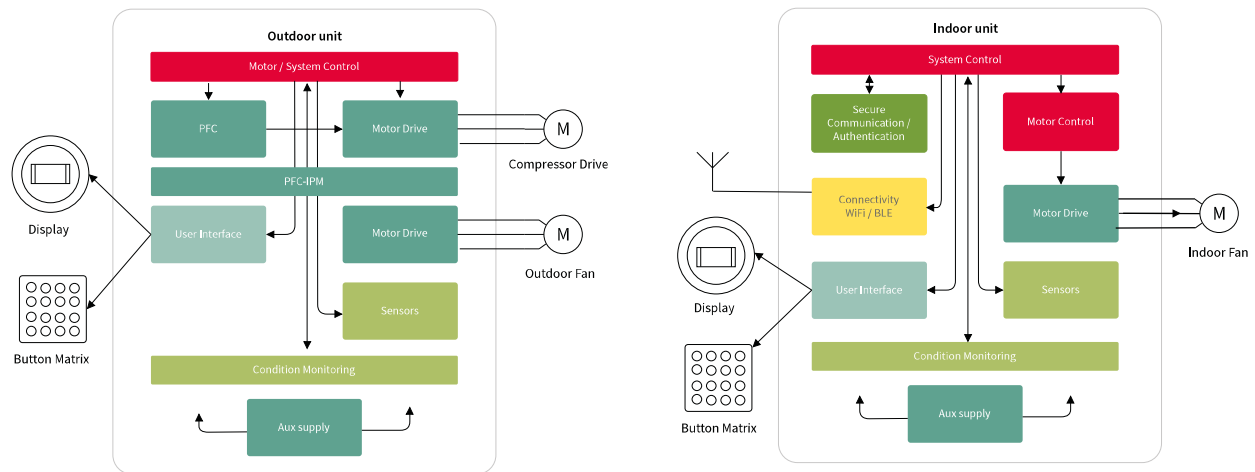 Outdoor unit
Motor / System Control
PFC
Motor Drive
M
Compressor Drive
PFC-IPM
Display
User Interface
Motor Drive
M
Outdoor Fan
Button Matrix
Sensors
Condition Monitoring
Aux supply
Indoor unit
System Control
Secure
Communication /
Authentication
Motor Control
Connectivity
WiFi / BLE
Motor Drive
M
Indoor Fan
Display
User Interface
Sensors
Button Matrix
Condition Monitoring
Aux supply